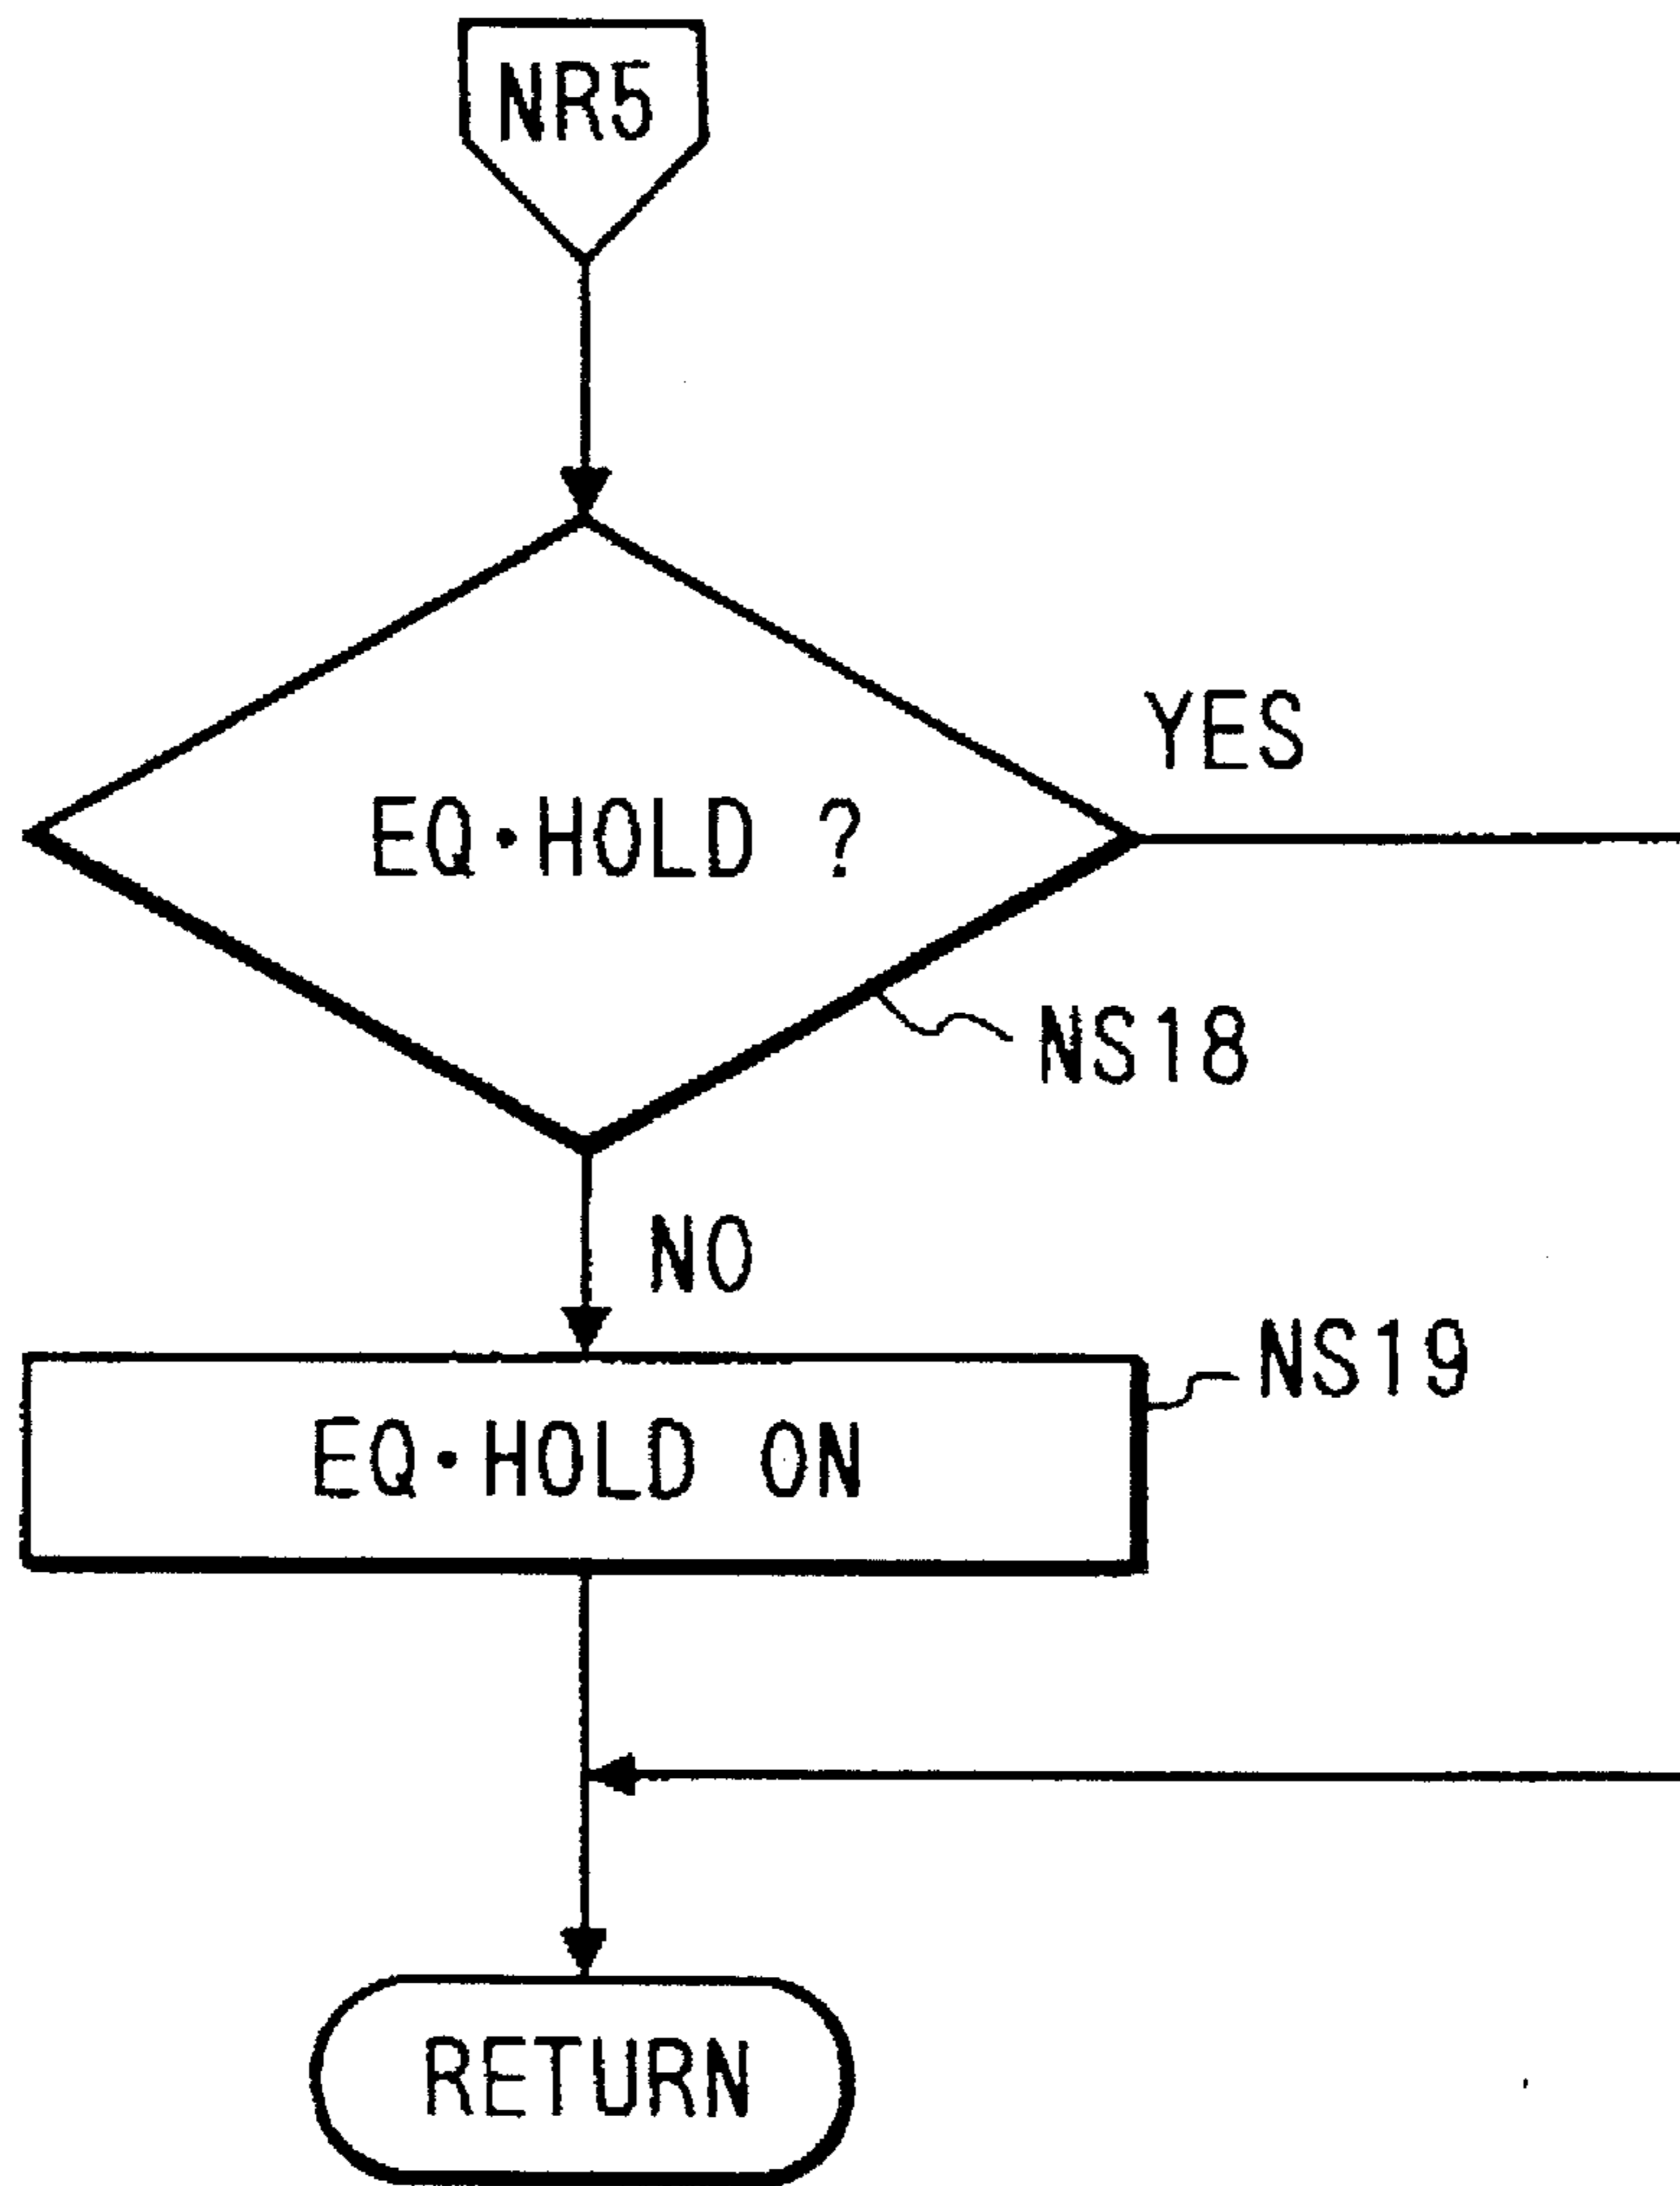 NR5
YES
EQ·HOLD ?
NS18
NO
NS19
EQ·HOLD ON
RETURN